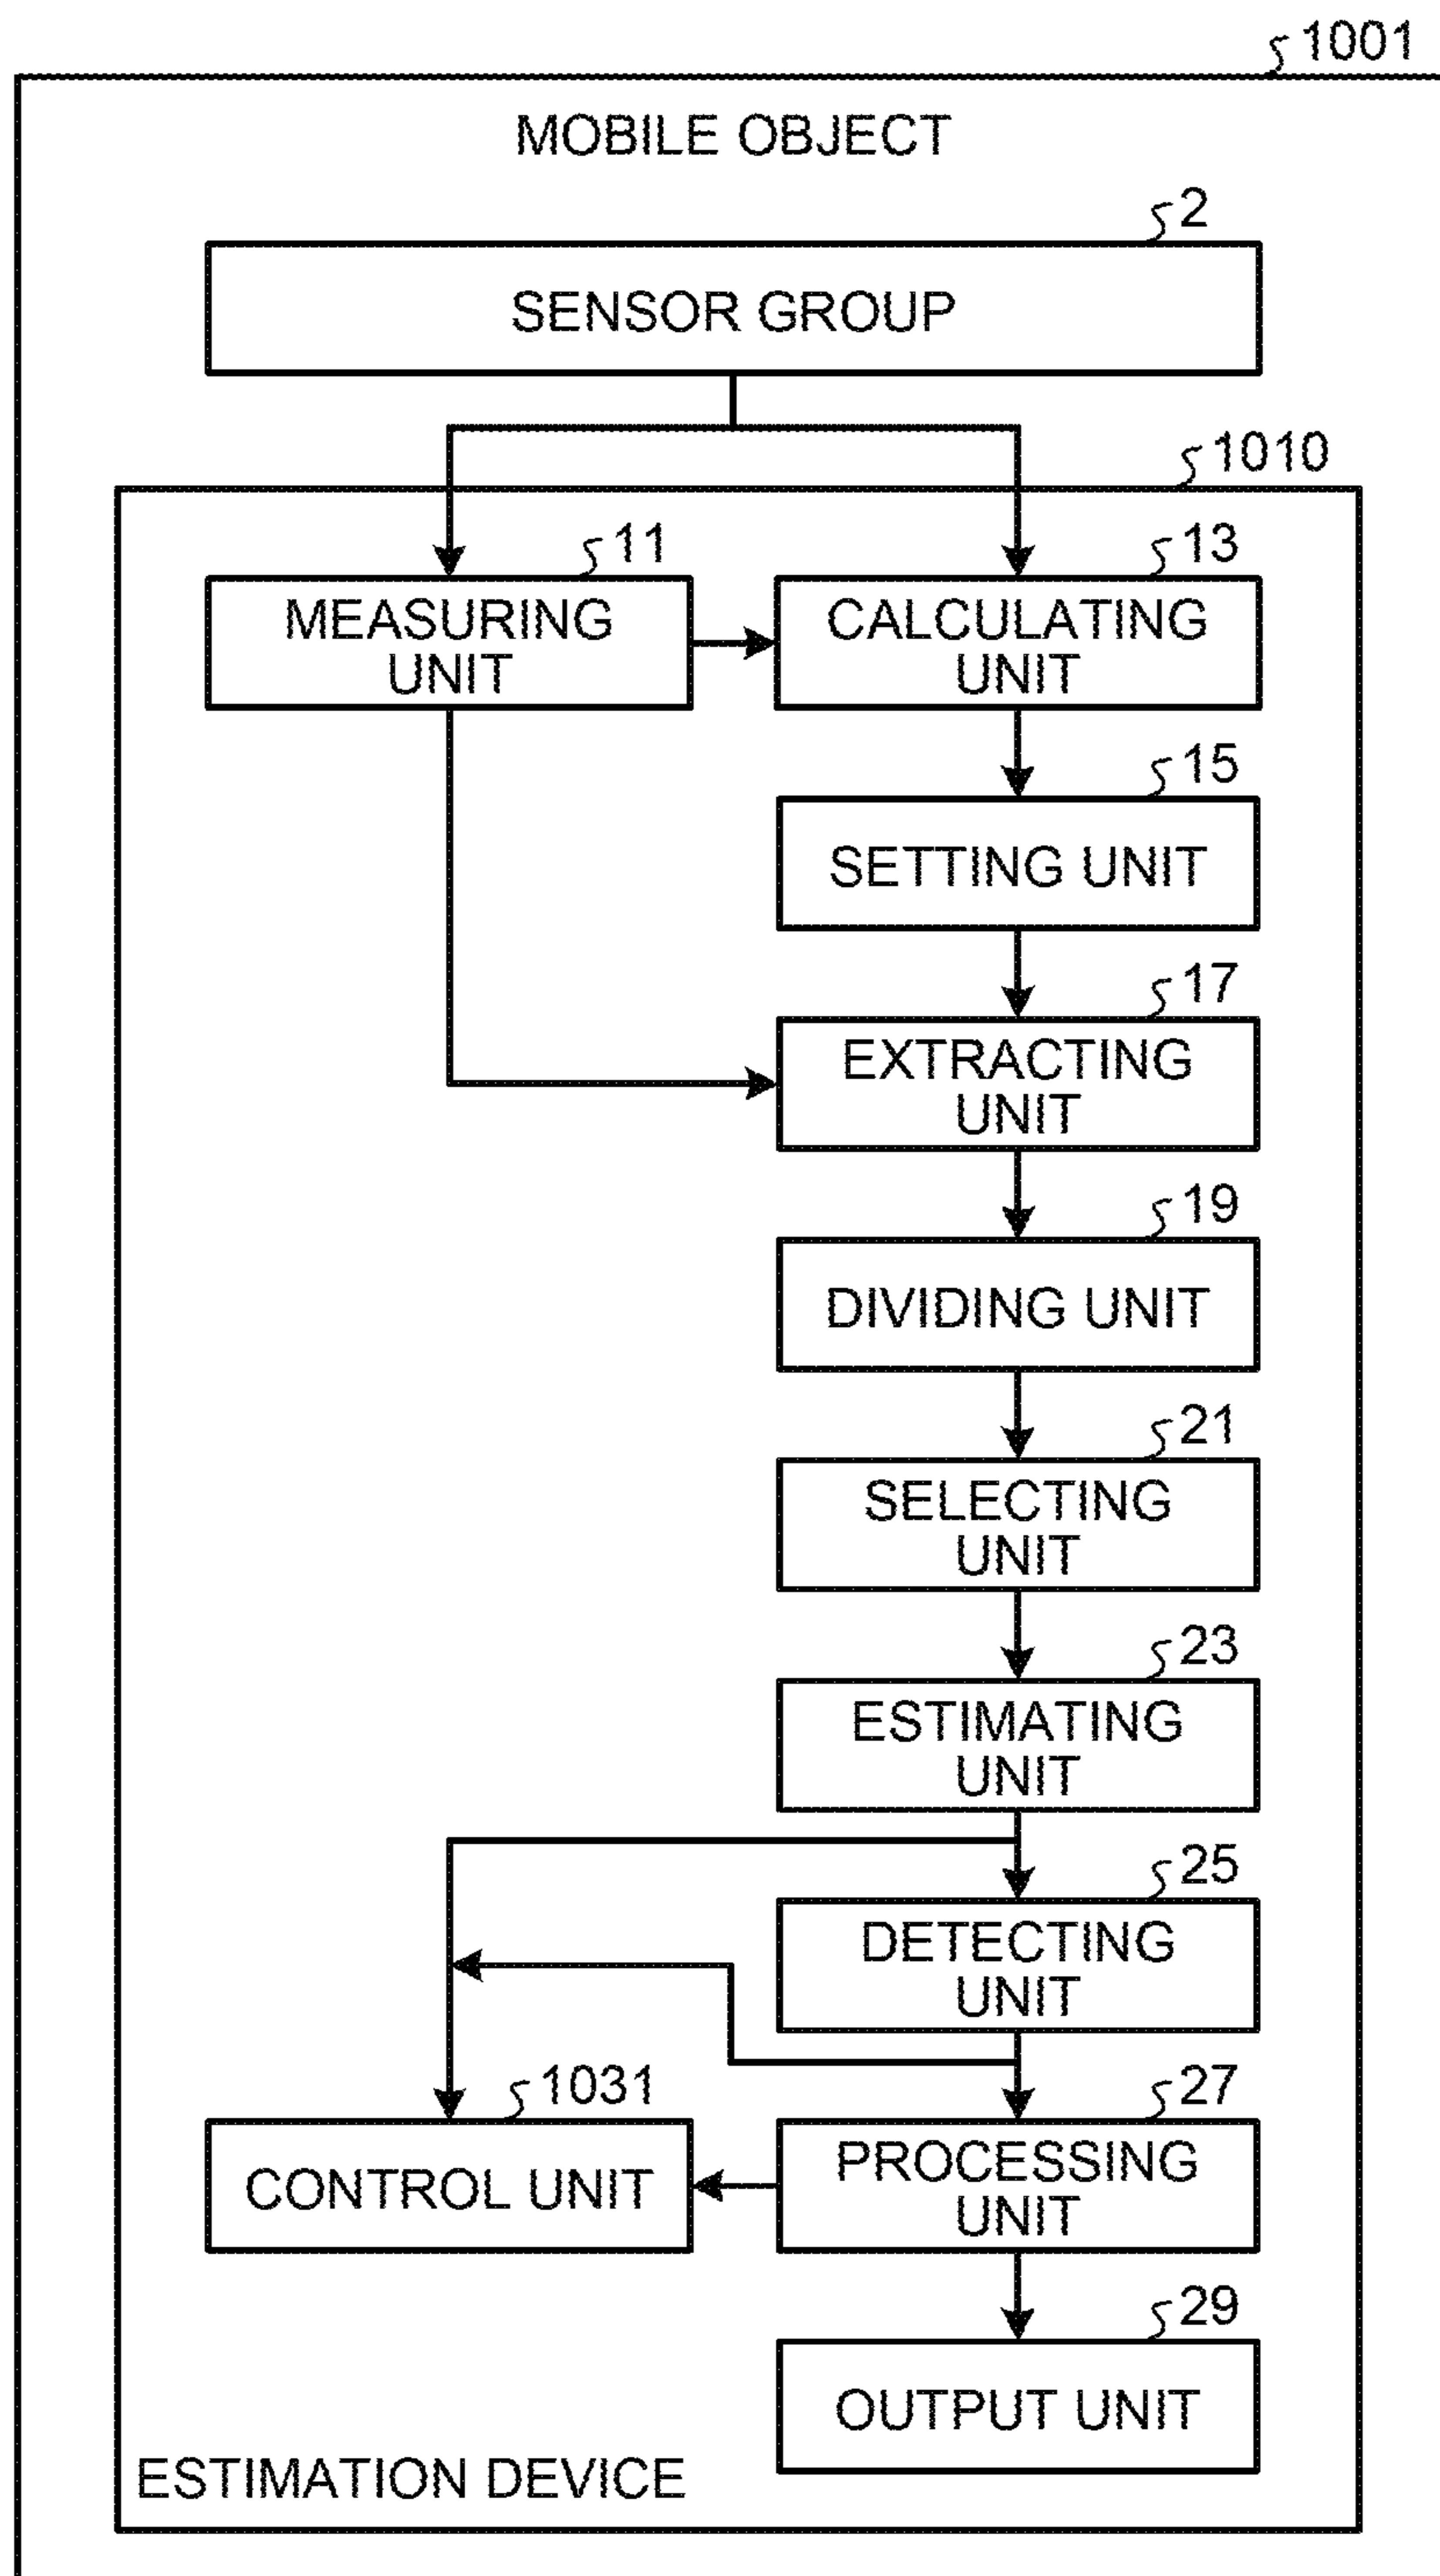 1001
MOBILE OBJECT
2
SENSOR GROUP
1010
11
MEASURING
UNIT
13
CALCULATING
UNIT
15
SETTING UNIT
17
EXTRACTING
UNIT
19
DIVIDING UNIT
21
SELECTING
UNIT
23
ESTIMATING
UNIT
25
DETECTING
UNIT
1031
CONTROL UNIT
27
PROCESSING
UNIT
29
OUTPUT UNIT
ESTIMATION DEVICE